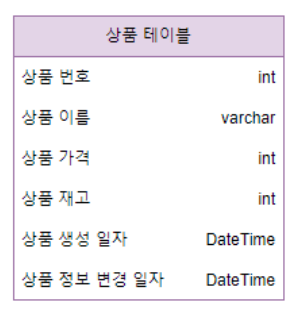 상품 테이블
상품 번호 int
상품 이름 varchar
상품 가격 int
상품 재고 int
상품 생성 일자 DateTime
상품 정보 변경 일자 DateTime